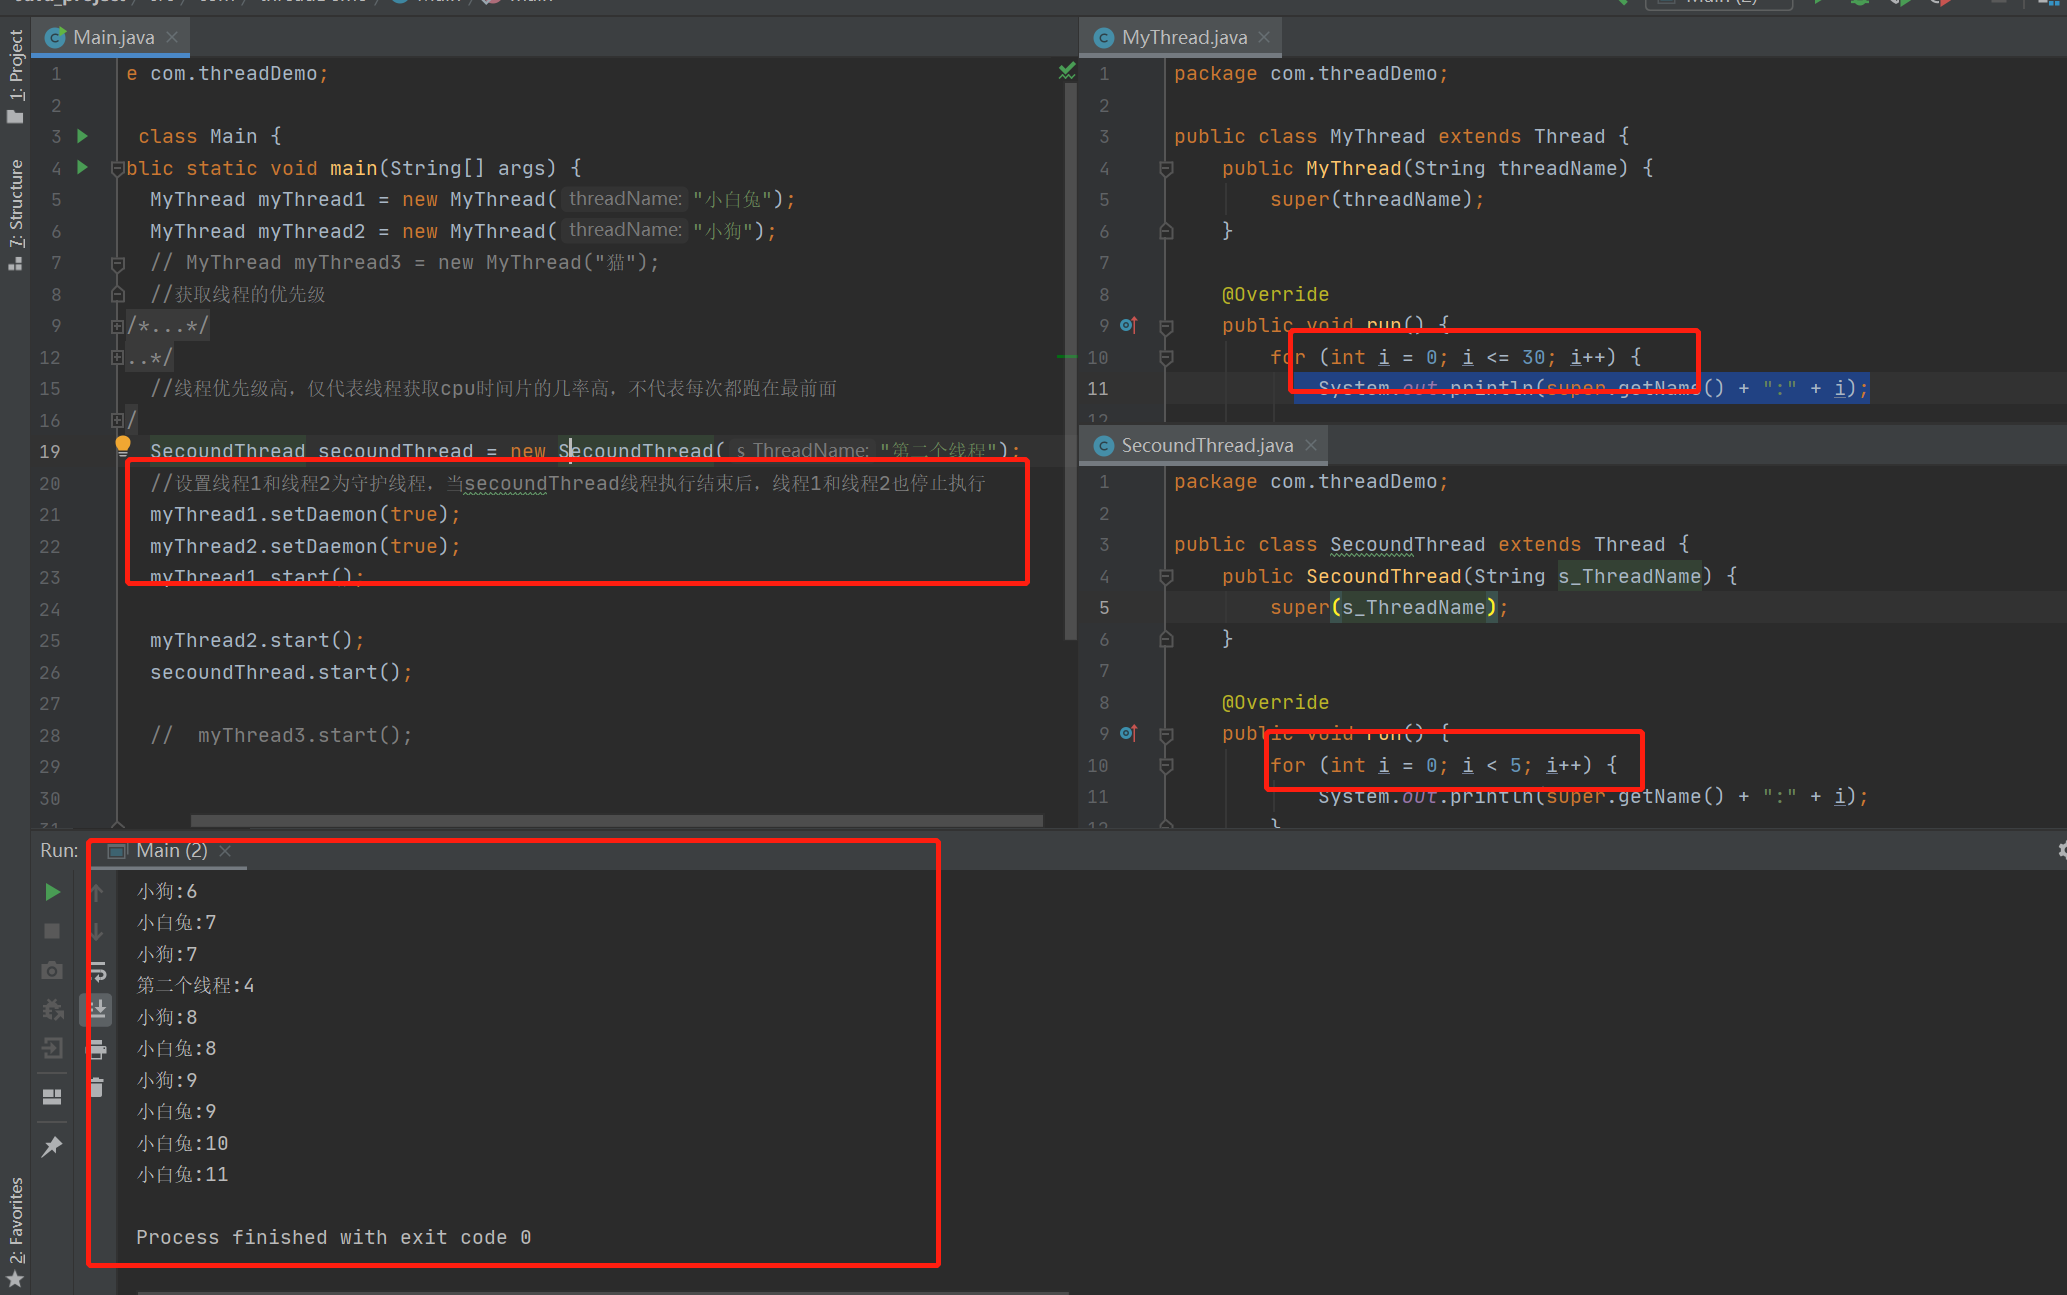 1: Project
7: Structure
2: Favorites
Main.java
1 e com.threadDemo;
2
3 class Main {
4 blic static void main(String[] args) {
5 MyThread myThread1 = new MyThread( threadName: "小白兔");
6 MyThread myThread2 = new MyThread( threadName: "小狗");
7 // MyThread myThread3 = new MyThread("猫");
8 //获取线程的优先级
9 /*...*/
12 ..*/
15 //线程优先级高，仅代表线程获取cpu时间片的几率高，不代表每次都跑在最前面
16 /
19 SecoundThread secoundThread = new SecoundThread( s_ThreadName: "第二个线程");
20 //设置线程1和线程2为守护线程，当secoundThread线程执行结束后，线程1和线程2也停止执行
21 myThread1.setDaemon(true);
22 myThread2.setDaemon(true);
23 myThread1.start();
24
25 myThread2.start();
26 secoundThread.start();
27
28 // myThread3.start();
29
30
31
MyThread.java
1 package com.threadDemo;
2
3 public class MyThread extends Thread {
4 public MyThread(String threadName) {
5 super(threadName);
6 }
7
8 @Override
9 public void run() {
10 for (int i = 0; i <= 30; i++) {
11 System.out.println(super.getName() + ":" + i);
12
SecoundThread.java
1 package com.threadDemo;
2
3 public class SecoundThread extends Thread {
4 public SecoundThread(String s_ThreadName) {
5 super(s_ThreadName);
6 }
7
8 @Override
9 public void run() {
10 for (int i = 0; i < 5; i++) {
11 System.out.println(super.getName() + ":" + i);
12 }
Run: Main (2)
小狗:6
小白兔:7
小狗:7
第二个线程:4
小狗:8
小白兔:8
小狗:9
小白兔:9
小白兔:10
小白兔:11
Process finished with exit code 0